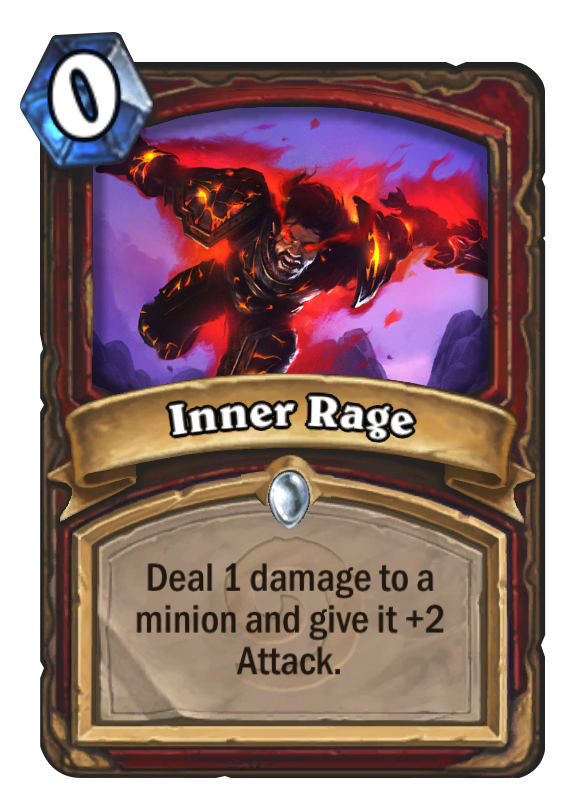 0
Inner Rage
Deal 1 damage to a
minion and give it +2
Attack.